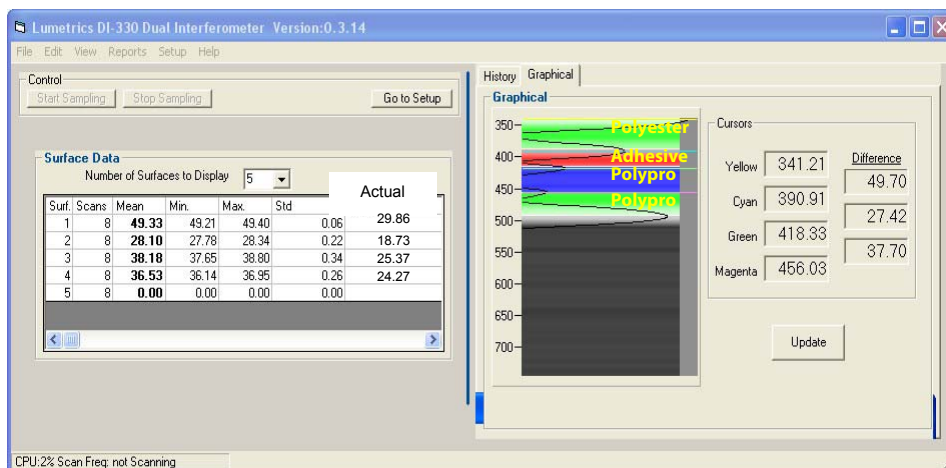 Lumetrics DI-330 Dual Interferometer Version:0.3.14
File Edit View Reports Setup Help
Control
Start Sampling Stop Sampling Go to Setup
Surface Data
Number of Surfaces to Display 5
Actual
Surf. Scans Mean Min. Max. Std
1 8 49.33 49.21 49.40 0.06 29.86
2 8 28.10 27.78 28.34 0.22 18.73
3 8 38.18 37.65 38.80 0.34 25.37
4 8 36.53 36.14 36.95 0.26 24.27
5 8 0.00 0.00 0.00 0.00
History Graphical
Graphical
350
400
450
500
550
600
650
700
Polyester
Adhesive
Polypro
Polypro
Cursors
Difference
Yellow 341.21
49.70
Cyan 390.91
27.42
Green 418.33
37.70
Magenta 456.03
Update
CPU:2% Scan Freq: not Scanning